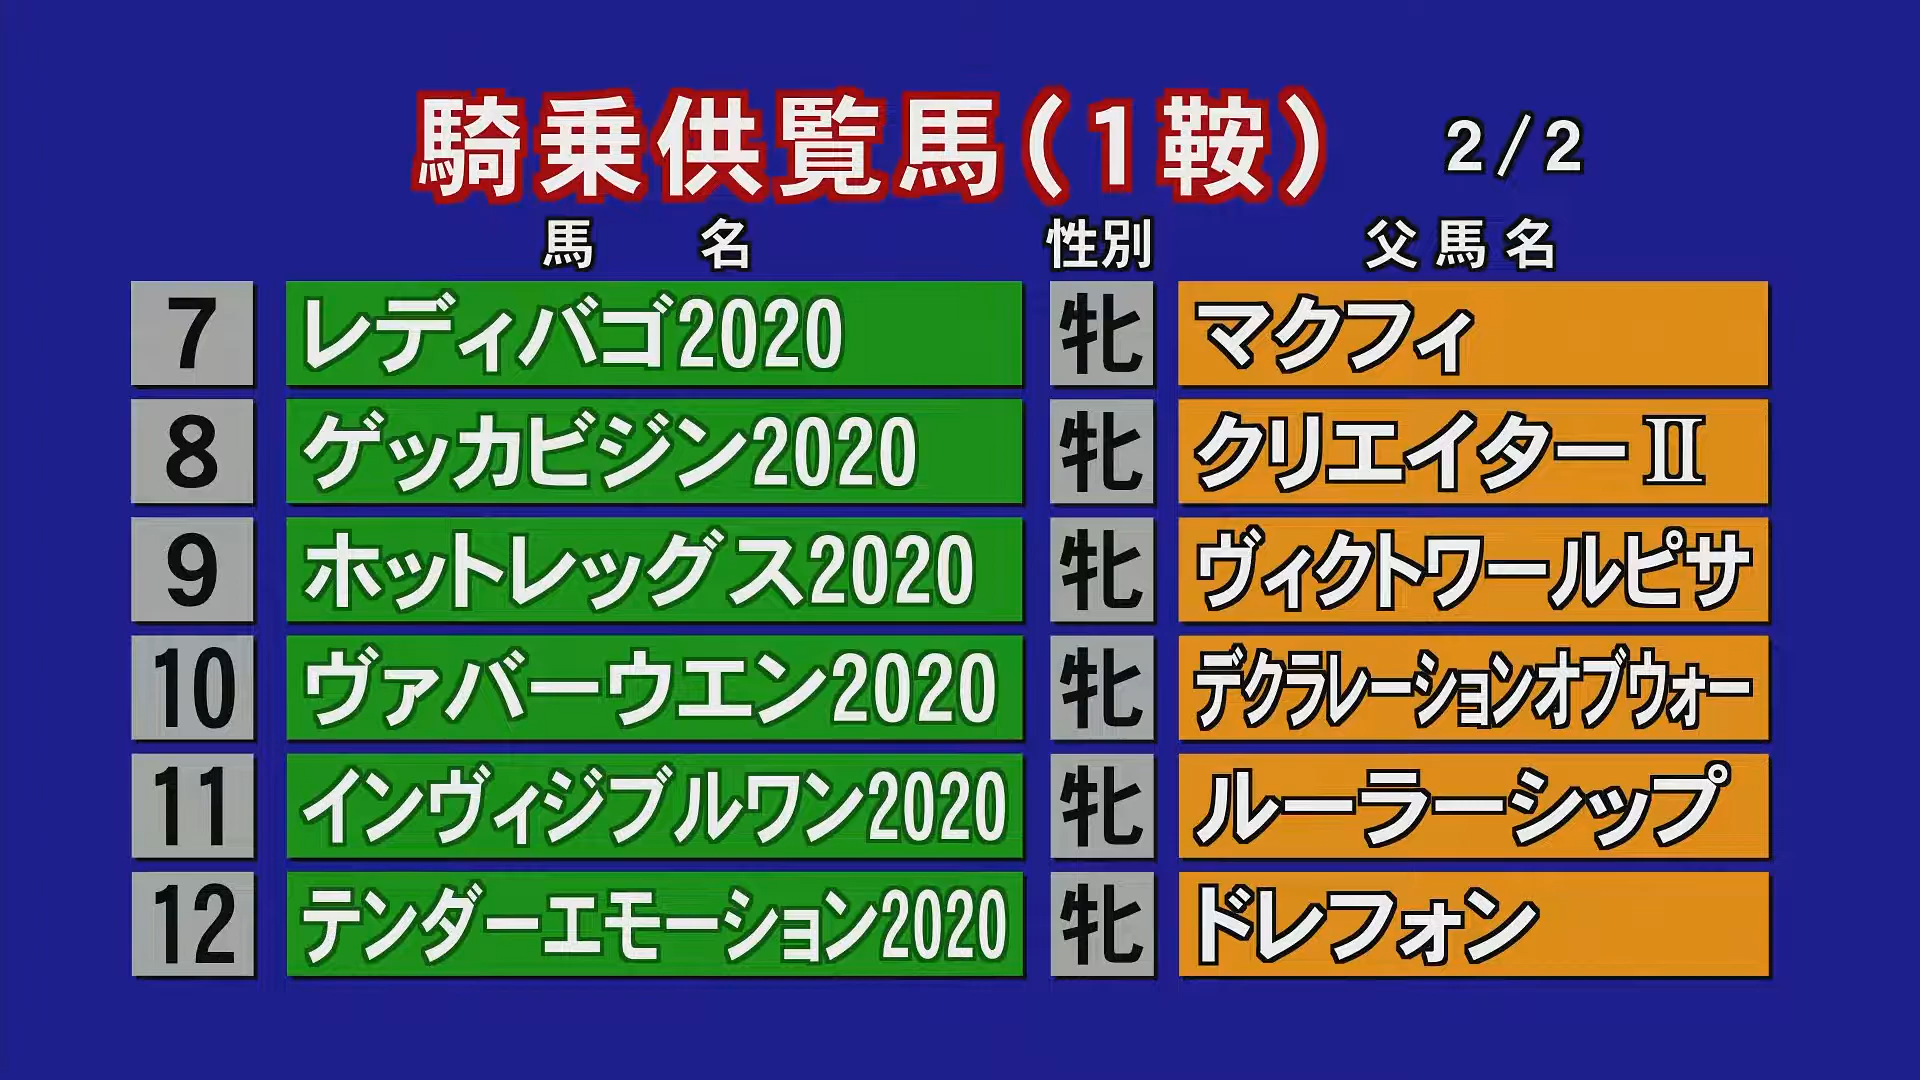 騎乗供覧馬(1鞍) 2/2
馬名 性別 父馬名
7 レディバゴ2020 牝 マクフィ
8 ゲッカビジン2020 牝 クリエイターⅡ
9 ホットレッグス2020 牝 ヴィクトワールピサ
10 ヴァバーウエン2020 牝 デクラレーションオブウォー
11 インヴィジブルワン2020 牝 ルーラーシップ
12 テンダーエモーション2020 牝 ドレフォン